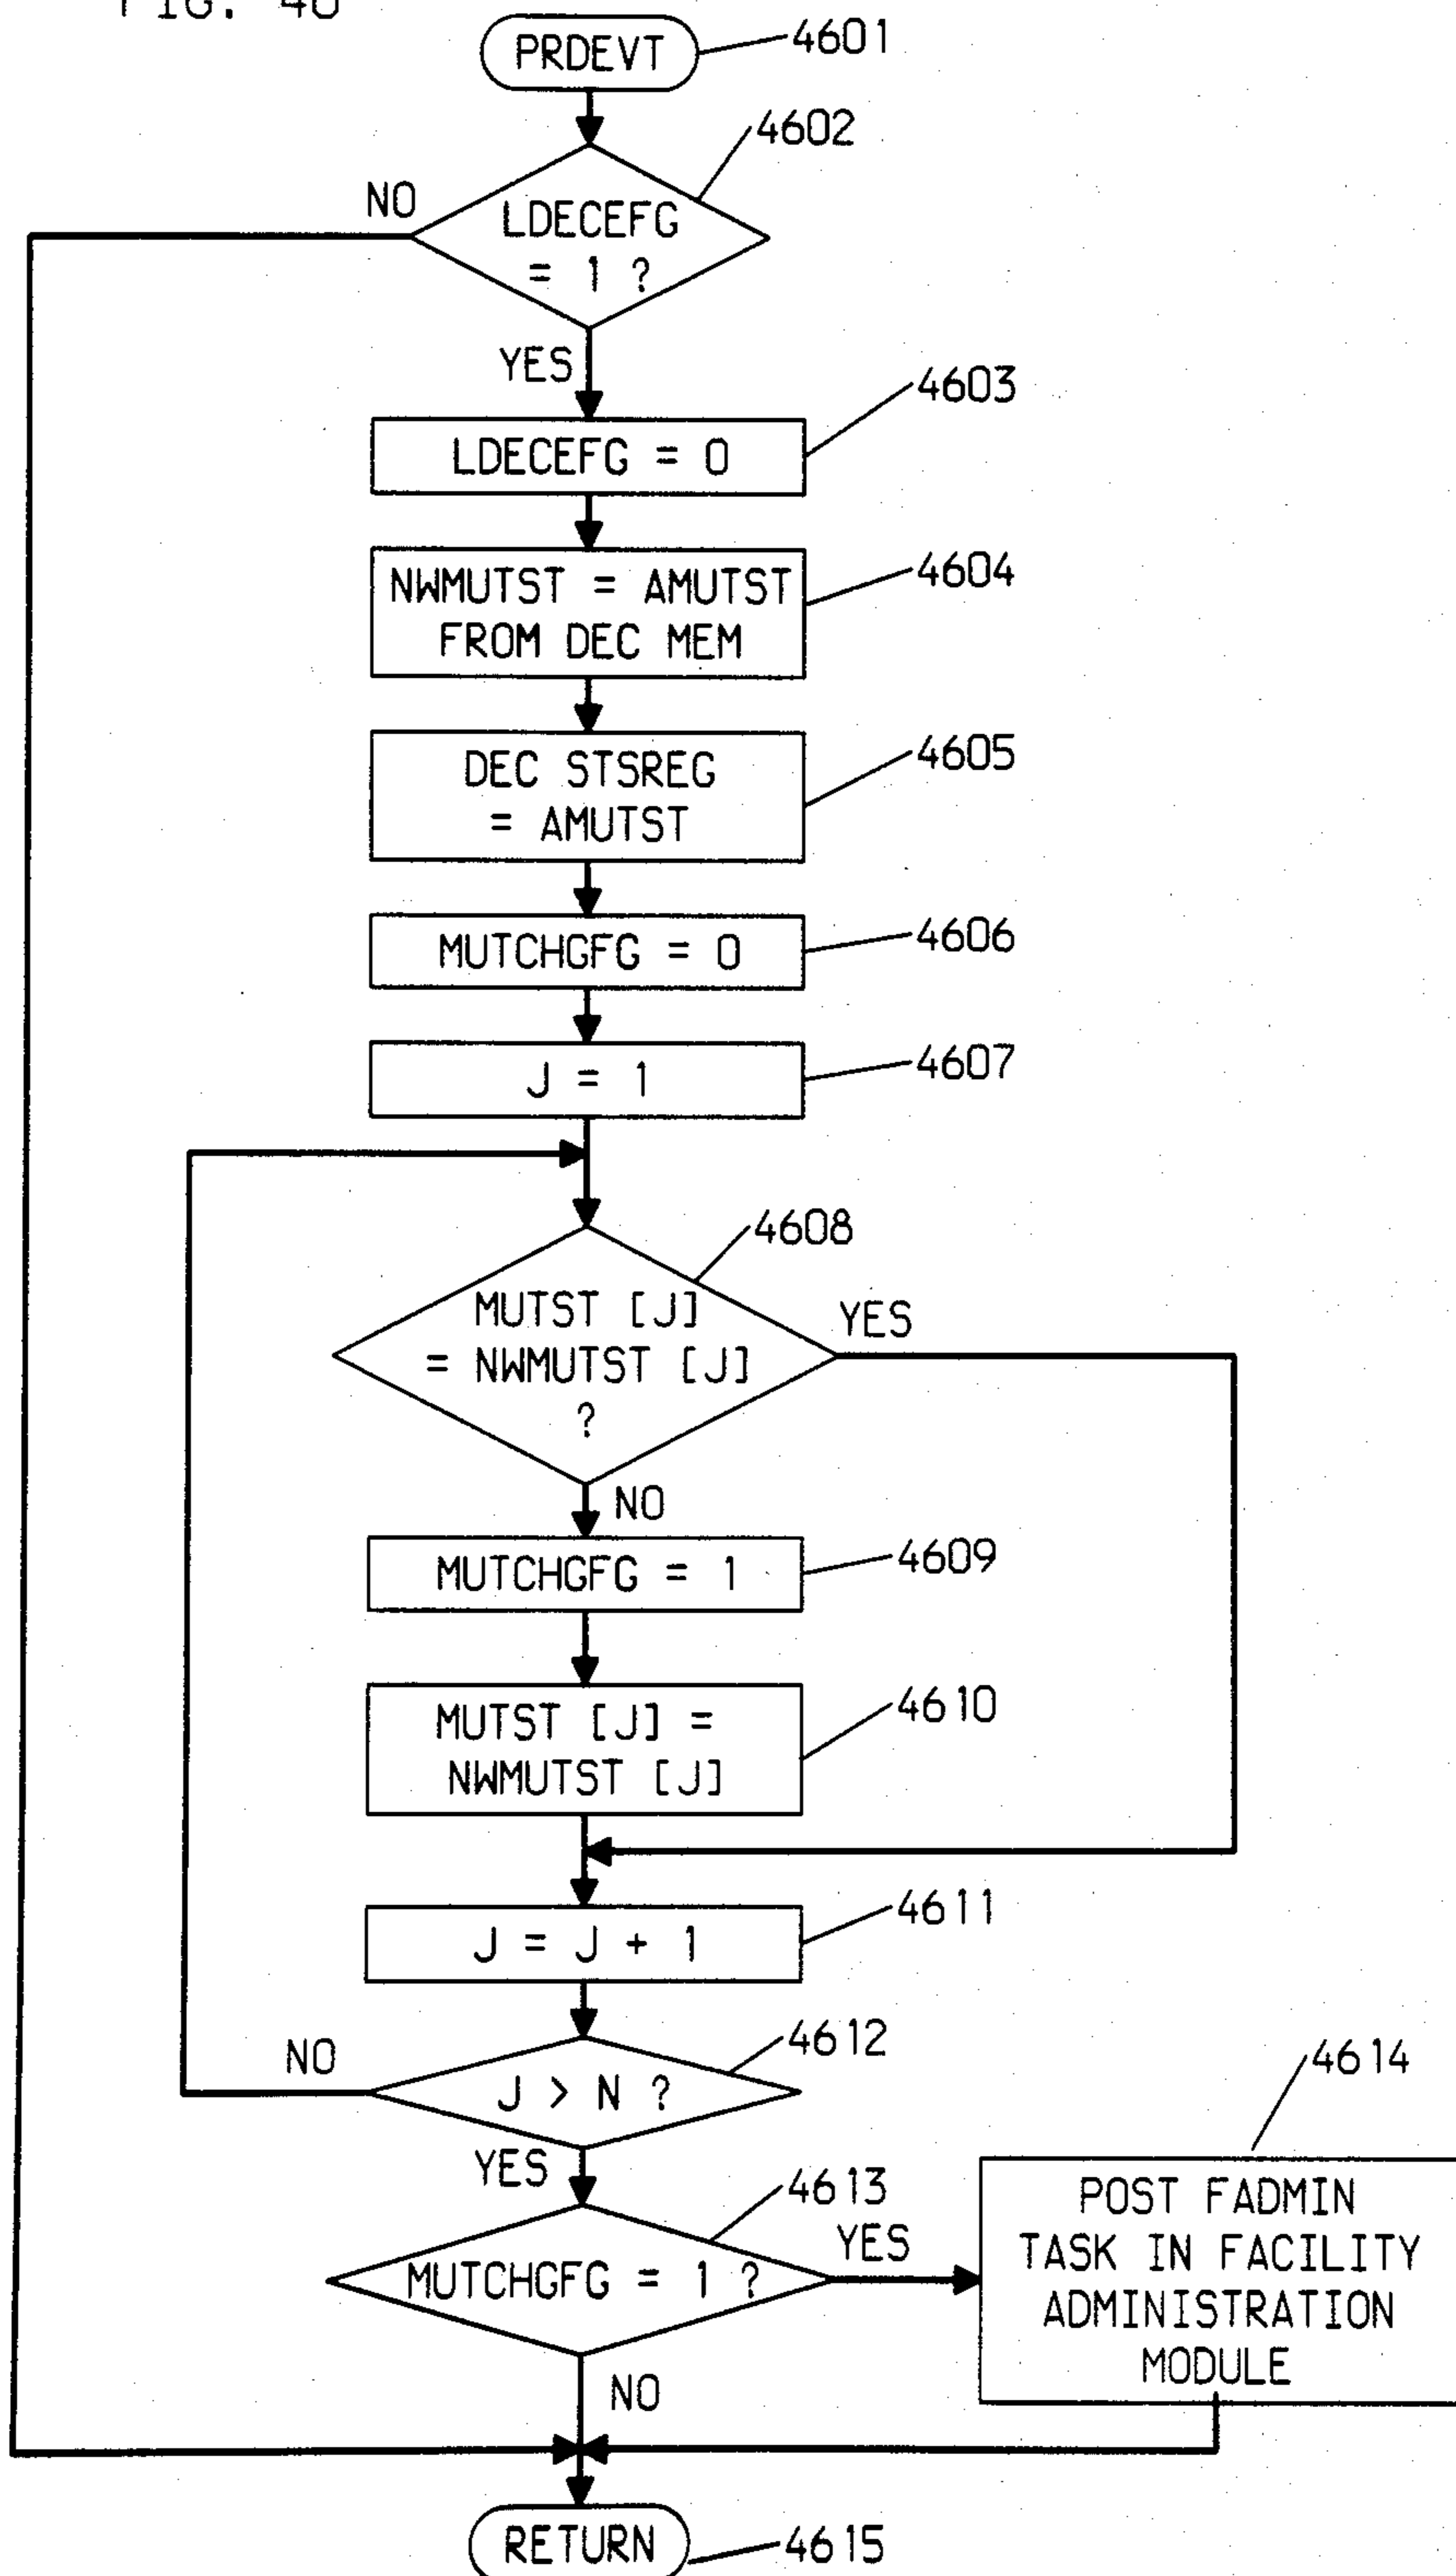 FIG. 46
PRDEVT
4601
4602
NO
LDECEFG
= 1 ?
YES
4603
LDECEFG = 0
4604
NWMUTST = AMUTST
FROM DEC MEM
4605
DEC STSREG
= AMUTST
4606
MUTCHGFG = 0
4607
J = 1
4608
MUTST [J]
= NWMUTST [J]
?
YES
NO
4609
MUTCHGFG = 1
4610
MUTST [J] =
NWMUTST [J]
4611
J = J + 1
4612
NO
J > N ?
YES
4613
MUTCHGFG = 1 ?
YES
4614
POST FADMIN
TASK IN FACILITY
ADMINISTRATION
MODULE
NO
RETURN
4615